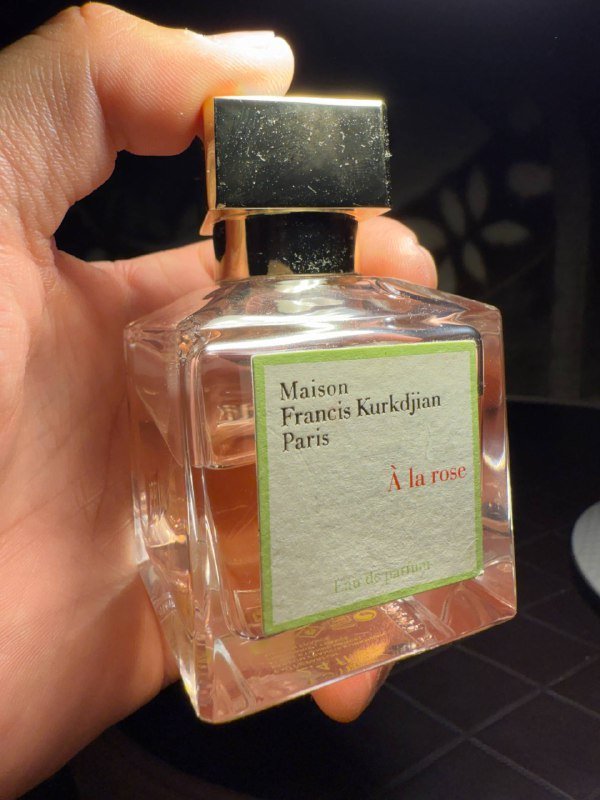 Maison
Francis Kurkdjian
Paris
À la rose
Eau de parfum